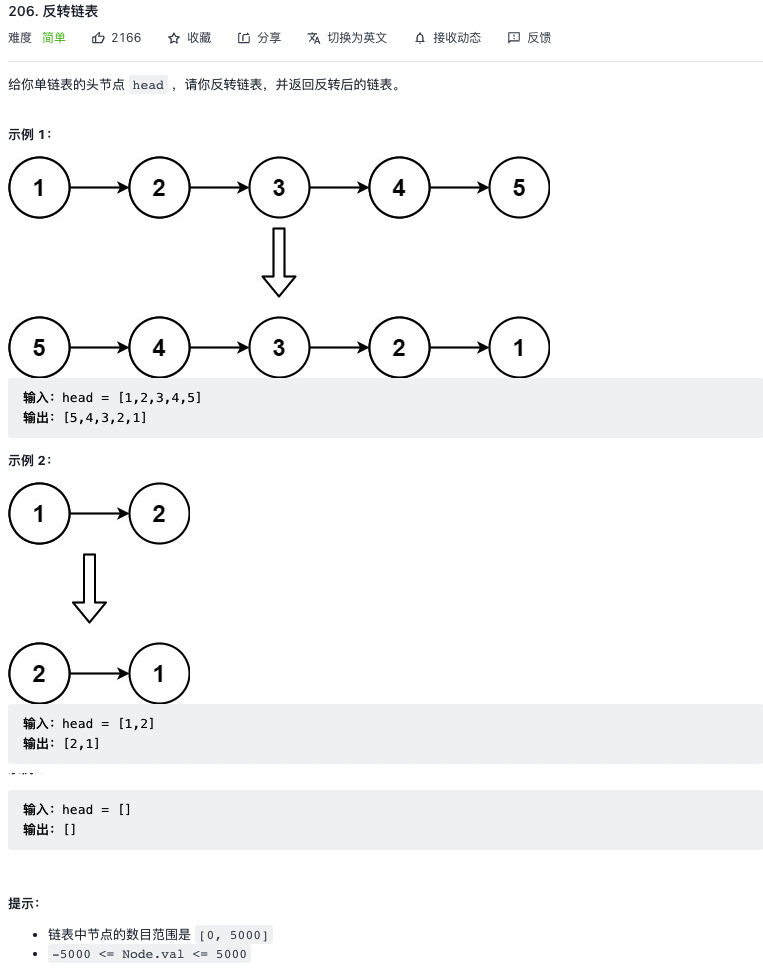 206. 反转链表
难度 简单 2166 收藏 分享 切换为英文 接收动态 反馈
给你单链表的头节点 head ，请你反转链表，并返回反转后的链表。
示例 1：
1 2 3 4 5
5 4 3 2 1
输入：head = [1,2,3,4,5]
输出：[5,4,3,2,1]
示例 2：
1 2
2 1
输入：head = [1,2]
输出：[2,1]
输入：head = []
输出：[]
提示：
链表中节点的数目范围是 [0, 5000]
-5000 <= Node.val <= 5000